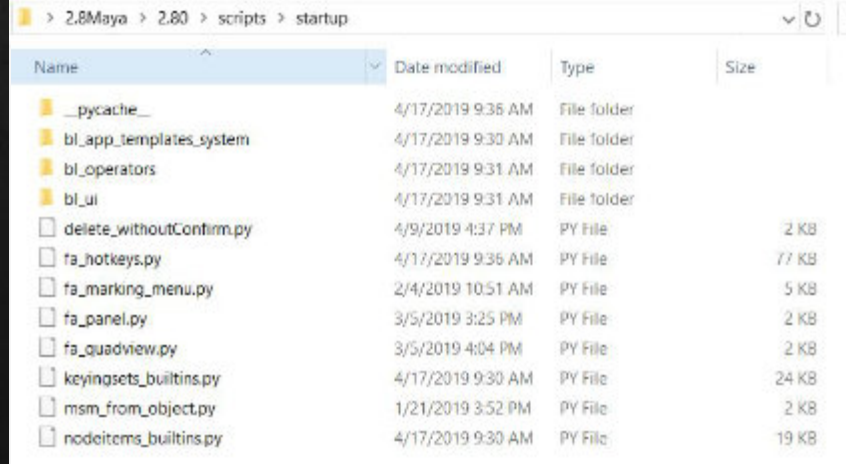 > 2.8Maya > 2.80 > scripts > startup
Name Date modified Type Size
__pycache__ 4/17/2019 9:36 AM File folder
bl_app_templates_system 4/17/2019 9:30 AM File folder
bl_operators 4/17/2019 9:31 AM File folder
bl_ui 4/17/2019 9:31 AM File folder
delete_withoutConfirm.py 4/9/2019 4:37 PM PY File 2 KB
fa_hotkeys.py 4/17/2019 9:36 AM PY File 77 KB
fa_marking_menu.py 2/4/2019 10:51 AM PY File 5 KB
fa_panel.py 3/5/2019 3:25 PM PY File 2 KB
fa_quadview.py 3/5/2019 4:04 PM PY File 2 KB
keyingsets_builtins.py 4/17/2019 9:30 AM PY File 24 KB
msm_from_object.py 1/21/2019 3:52 PM PY File 2 KB
nodeitems_builtins.py 4/17/2019 9:30 AM PY File 19 KB